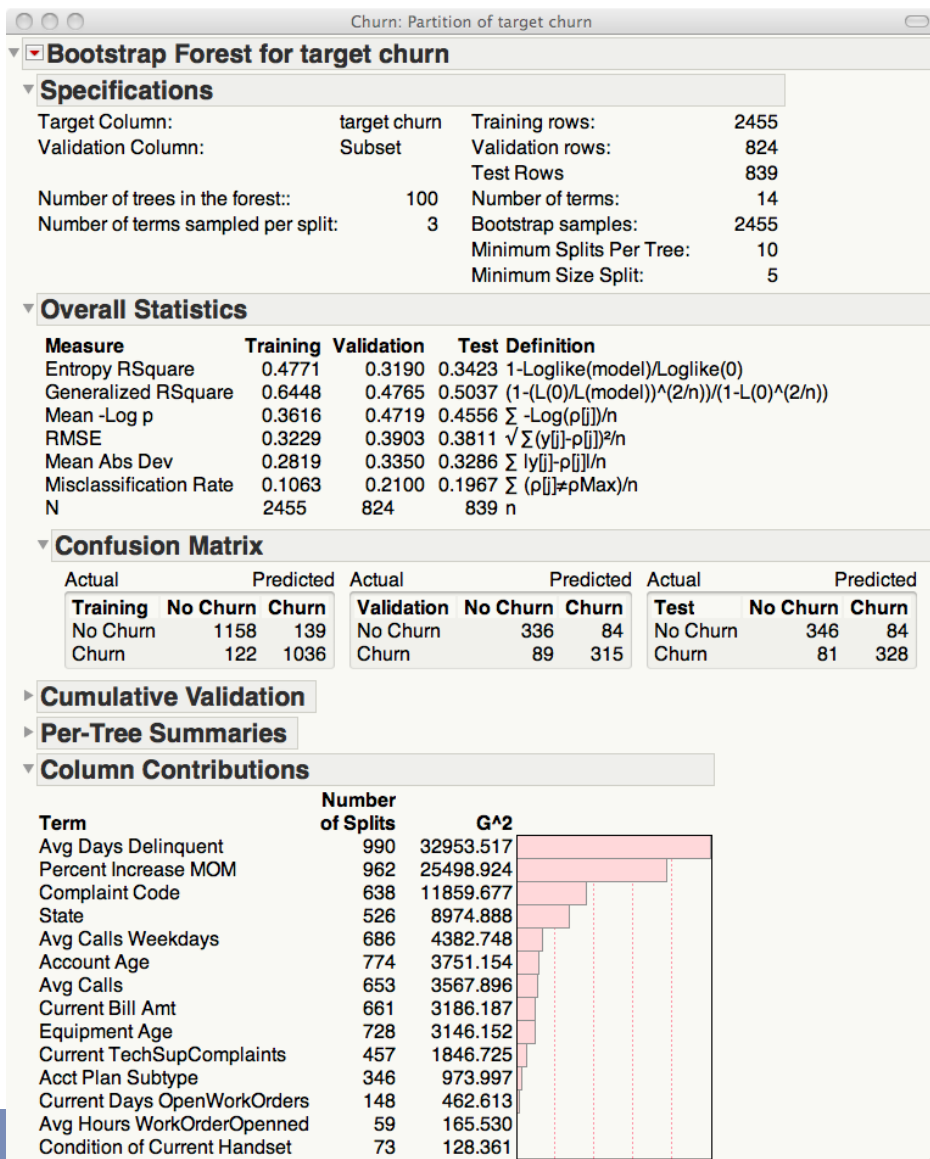 Churn: Partition of target churn
Bootstrap Forest for target churn
Specifications
Target Column: target churn Training rows: 2455
Validation Column: Subset Validation rows: 824
Test Rows 839
Number of trees in the forest:: 100 Number of terms: 14
Number of terms sampled per split: 3 Bootstrap samples: 2455
Minimum Splits Per Tree: 10
Minimum Size Split: 5
Overall Statistics
Measure Training Validation Test Definition
Entropy RSquare 0.4771 0.3190 0.3423 1-Loglike(model)/Loglike(0)
Generalized RSquare 0.6448 0.4765 0.5037 (1-(L(0)/L(model))^(2/n))/(1-L(0)^(2/n))
Mean -Log p 0.3616 0.4719 0.4556 ∑ -Log(ρ[j])/n
RMSE 0.3229 0.3903 0.3811 √ ∑(y[j]-ρ[j])²/n
Mean Abs Dev 0.2819 0.3350 0.3286 ∑ |y[j]-ρ[j]|/n
Misclassification Rate 0.1063 0.2100 0.1967 ∑ (ρ[j]≠ρMax)/n
N 2455 824 839 n
Confusion Matrix
Actual Predicted Actual Predicted Actual Predicted
Training No Churn Churn Validation No Churn Churn Test No Churn Churn
No Churn 1158 139 No Churn 336 84 No Churn 346 84
Churn 122 1036 Churn 89 315 Churn 81 328
Cumulative Validation
Per-Tree Summaries
Column Contributions
Number
Term of Splits G^2
Avg Days Delinquent 990 32953.517
Percent Increase MOM 962 25498.924
Complaint Code 638 11859.677
State 526 8974.888
Avg Calls Weekdays 686 4382.748
Account Age 774 3751.154
Avg Calls 653 3567.896
Current Bill Amt 661 3186.187
Equipment Age 728 3146.152
Current TechSupComplaints 457 1846.725
Acct Plan Subtype 346 973.997
Current Days OpenWorkOrders 148 462.613
Avg Hours WorkOrderOpenned 59 165.530
Condition of Current Handset 73 128.361